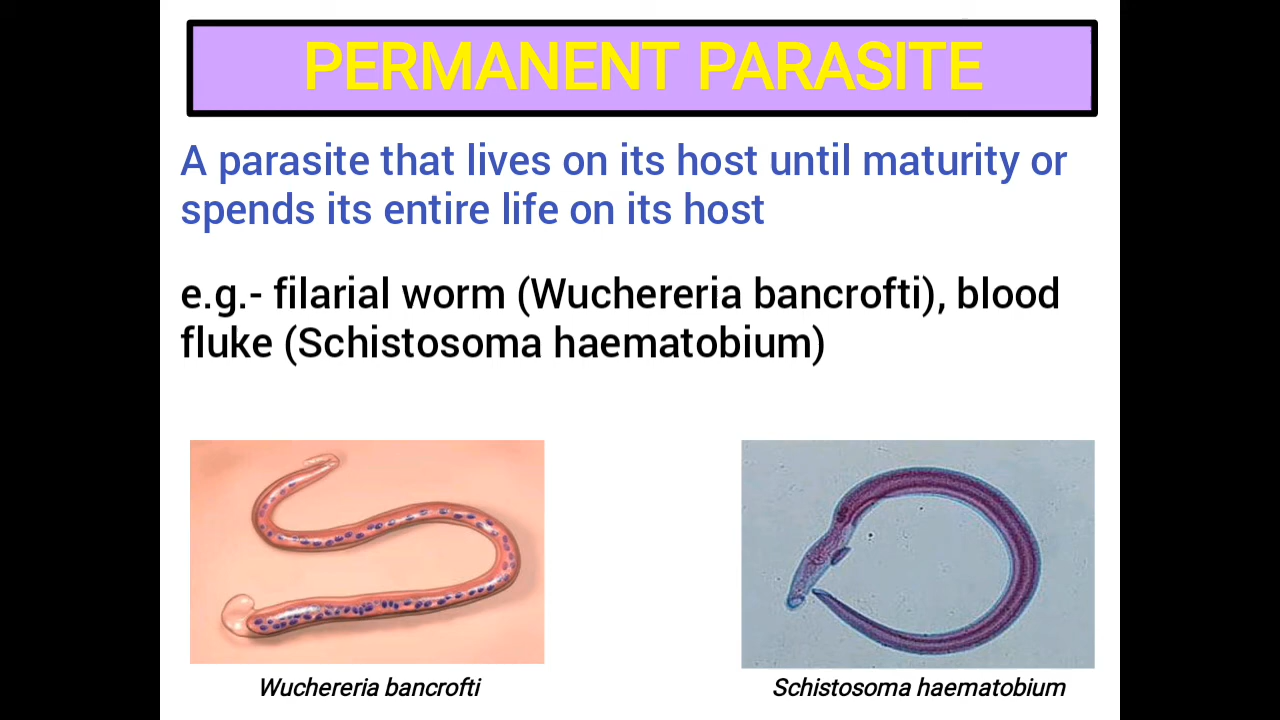 PERMANENT PARASITE
A parasite that lives on its host until maturity or
spends its entire life on its host
e.g.- filarial worm (Wuchereria bancrofti), blood
fluke (Schistosoma haematobium)
Wuchereria bancrofti
Schistosoma haematobium